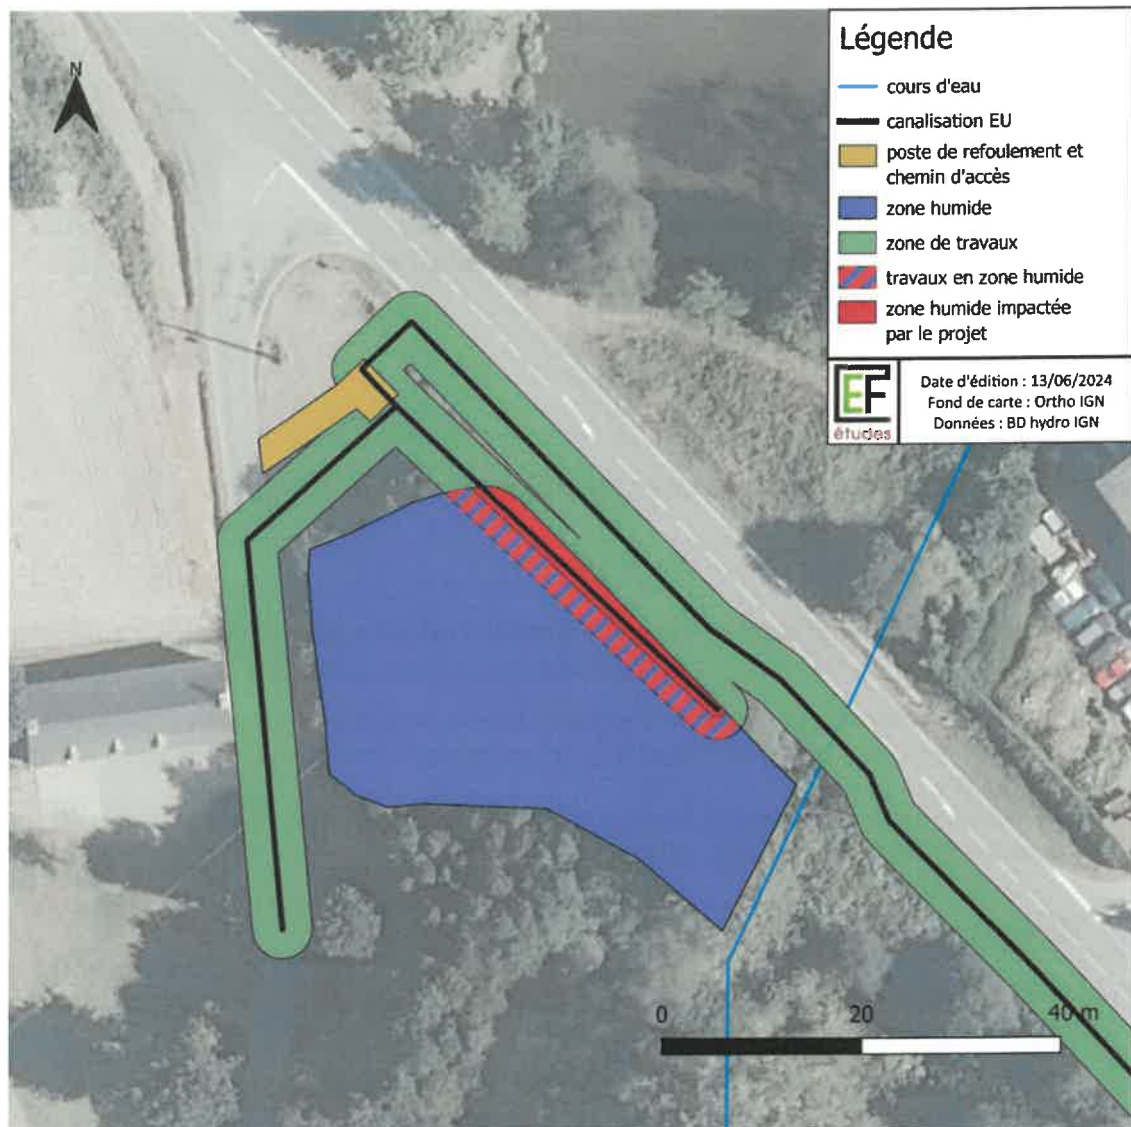 N
Légende
cours d'eau
canalisation EU
poste de refoulement et
chemin d'accès
zone humide
zone de travaux
travaux en zone humide
zone humide impactée
par le projet
EF
études
Date d'édition : 13/06/2024
Fond de carte : Ortho IGN
Données : BD hydro IGN
0 20 40 m